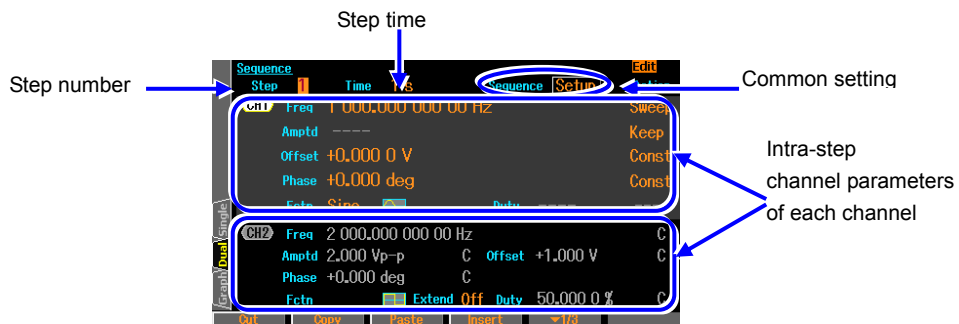 Step time
Step number
Common setting
Intra-step
channel parameters
of each channel
Sequence Edit
Step 1 Time s Sequence Setup
CH1 Freq 1 000.000 000 00 Hz Sweep
Amptd ---- Keep
Offset +0.000 0 V Const
Phase +0.000 deg Const
Fctn Sine Duty ----
CH2 Freq 2 000.000 000 00 Hz C
Amptd 2.000 Vp-p C Offset +1.000 V C
Phase +0.000 deg C
Fctn Extend Off Duty 50.000 0 % C
Single
Dual
Graph
Cut Copy Paste Insert ▼1/3